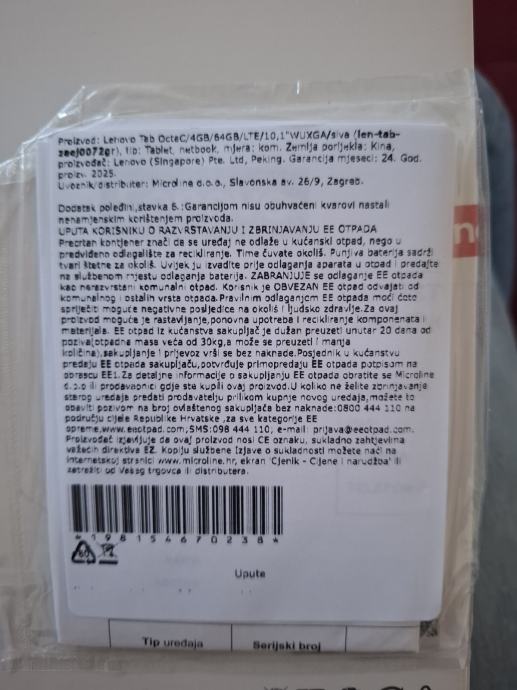 Proizvod: Lenovo Tab OcteC/4GB/64GB/LTE/10,1"WUXGA/siva (len-tab-
zaej0072gr), tip: Tablet, netbook, mjera: kom. Zemlja porijekla: Kina,
proizvođač: Lenovo (Singapore) Pte. Ltd, Peking. Garancija mjeseci: 24. God.
proizv. 2025.
Uvoznik/distributer: Microline d.o.o., Slavonska av. 26/9, Zagreb.
Dodatak poleđini,stavka 6.:Garancijom nisu obuhvaćeni kvarovi nastali
nenamjenskim korištenjem proizvoda.
UPUTA KORISNIKU O RAZVRSTAVANJU I ZBRINJAVANJU EE OTPADA
Precrtan kontjener znači da se uređaj ne odlaže u kućanski otpad, nego u
predviđeno odlagalište za recikliranje. Time čuvate okoliš. Punjiva baterija sadrži
tvari štetne za okoliš. Uvijek ju izvadite prije odlaganja aparata u otpad i predajte
na službenom mjestu odlaganja baterija. ZABRANJUJE se odlaganje EE otpada
kao nerazvrstani komunalni otpad. Korisnik je OBVEZAN EE otpad odvajati od
komunalnog i ostalih vrsta otpada.Pravilnim odlaganjem EE otpada moći ćete
spriječiti moguće negativne posljedice na okoliš i ljudsko zdravlje.Za ovaj
proizvod moguća je rastavljanje,ponovna upotreba i recikliranje komponenata i
materijala. EE otpad iz kućanstva sakupljač je dužan preuzeti unutar 20 dana od
poziva(otpadna masa veća od 30kg,a može se preuzeti i manja
količina),sakupljanje i prijevoz vrši se bez naknade.Posjednik u kućanstvu
predaju EE otpada sakupljaču,potvrđuje primopredaju EE otpada potpisom na
obrascu EE1.Za detaljne informacije o sakupljanju EE otpada obratite se Microline
d.o.o ili prodavaonici gdje ste kupili ovaj proizvod.U koliko ne želite zbrinjavanje
starog uređaja predati prodavatelju prilikom kupnje novog uređaja,možete to
obaviti pozivom na broj ovlaštenog sakupljača bez naknade:0800 444 110 na
području cijele Republike Hrvatske ,za sve kategorije EE
opreme,www.eeotpad.com,SMS:098 444 110, e-mail: prijava@eeotpad.com.
Proizvođač izjavljuje da ovaj proizvod nosi CE oznaku, sukladno zahtjevima
važećih direktiva EZ. Kopiju službene Izjave o sukladnosti možete naći na
internetskoj stranici www.microline.hr, ekran 'Cjenik - Cijene i narudžba' ili
zatražiti od Vašeg trgovca ili distributera.
*198154670238*
Upute
Tip uređaja Serijski broj